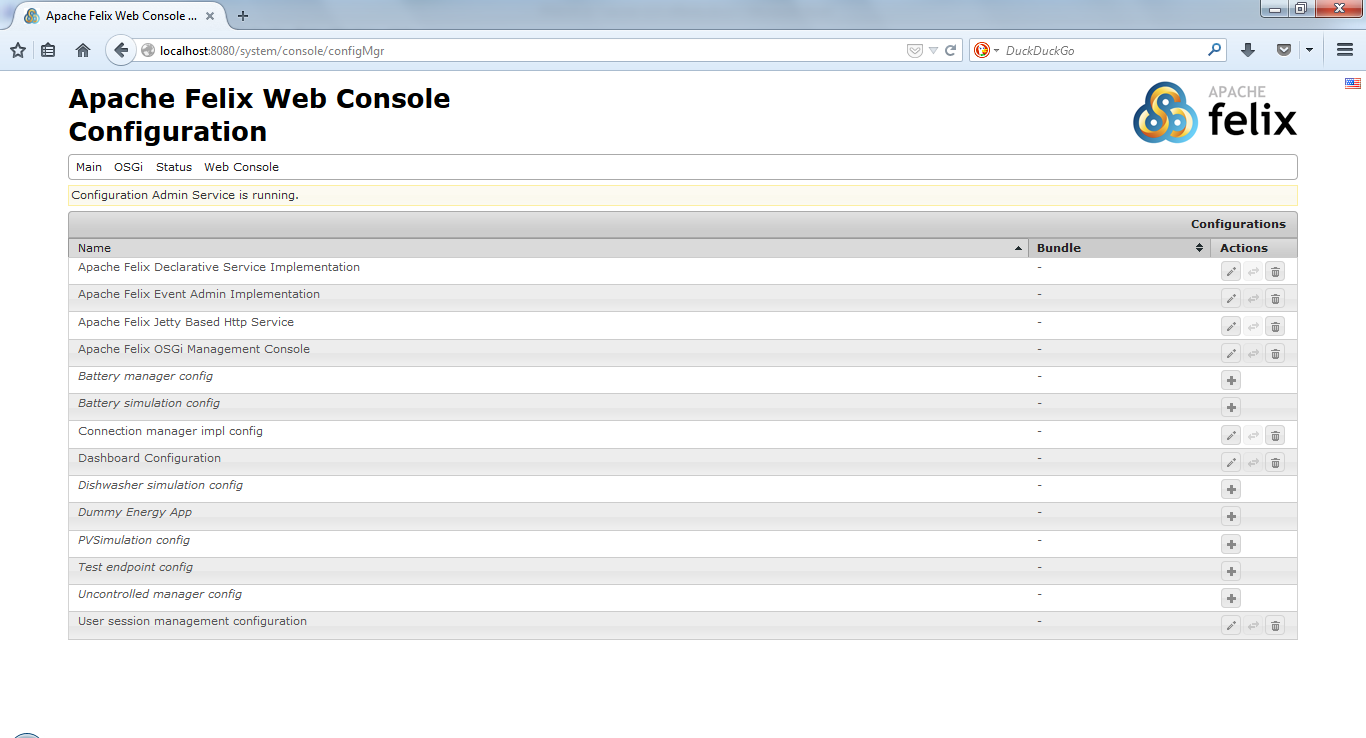 Apache Felix Web Console ...
localhost:8080/system/console/configMgr
DuckDuckGo
Apache Felix Web Console
Configuration
APACHE
felix
Main OSGi Status Web Console
Configuration Admin Service is running.
Configurations
Name Bundle Actions
Apache Felix Declarative Service Implementation -
Apache Felix Event Admin Implementation -
Apache Felix Jetty Based Http Service -
Apache Felix OSGi Management Console -
Battery manager config -
Battery simulation config -
Connection manager impl config -
Dashboard Configuration -
Dishwasher simulation config -
Dummy Energy App -
PVSimulation config -
Test endpoint config -
Uncontrolled manager config -
User session management configuration -